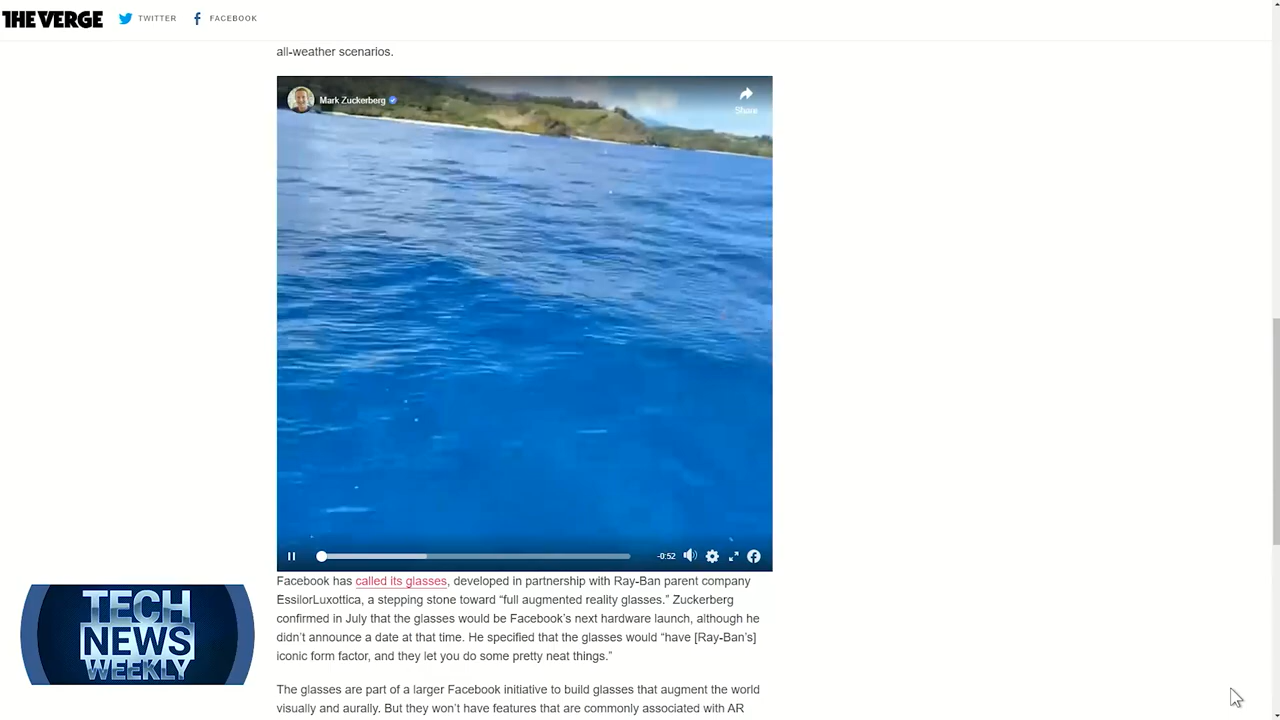 THE VERGE
TWITTER
FACEBOOK
all-weather scenarios.
Mark Zuckerberg
Share
-0:52
Facebook has called its glasses, developed in partnership with Ray-Ban parent company
EssilorLuxottica, a stepping stone toward “full augmented reality glasses.” Zuckerberg
confirmed in July that the glasses would be Facebook’s next hardware launch, although he
didn’t announce a date at that time. He specified that the glasses would “have [Ray-Ban’s]
iconic form factor, and they let you do some pretty neat things.”
The glasses are part of a larger Facebook initiative to build glasses that augment the world
visually and aurally. But they won’t have features that are commonly associated with AR
TECH
NEWS
WEEKLY